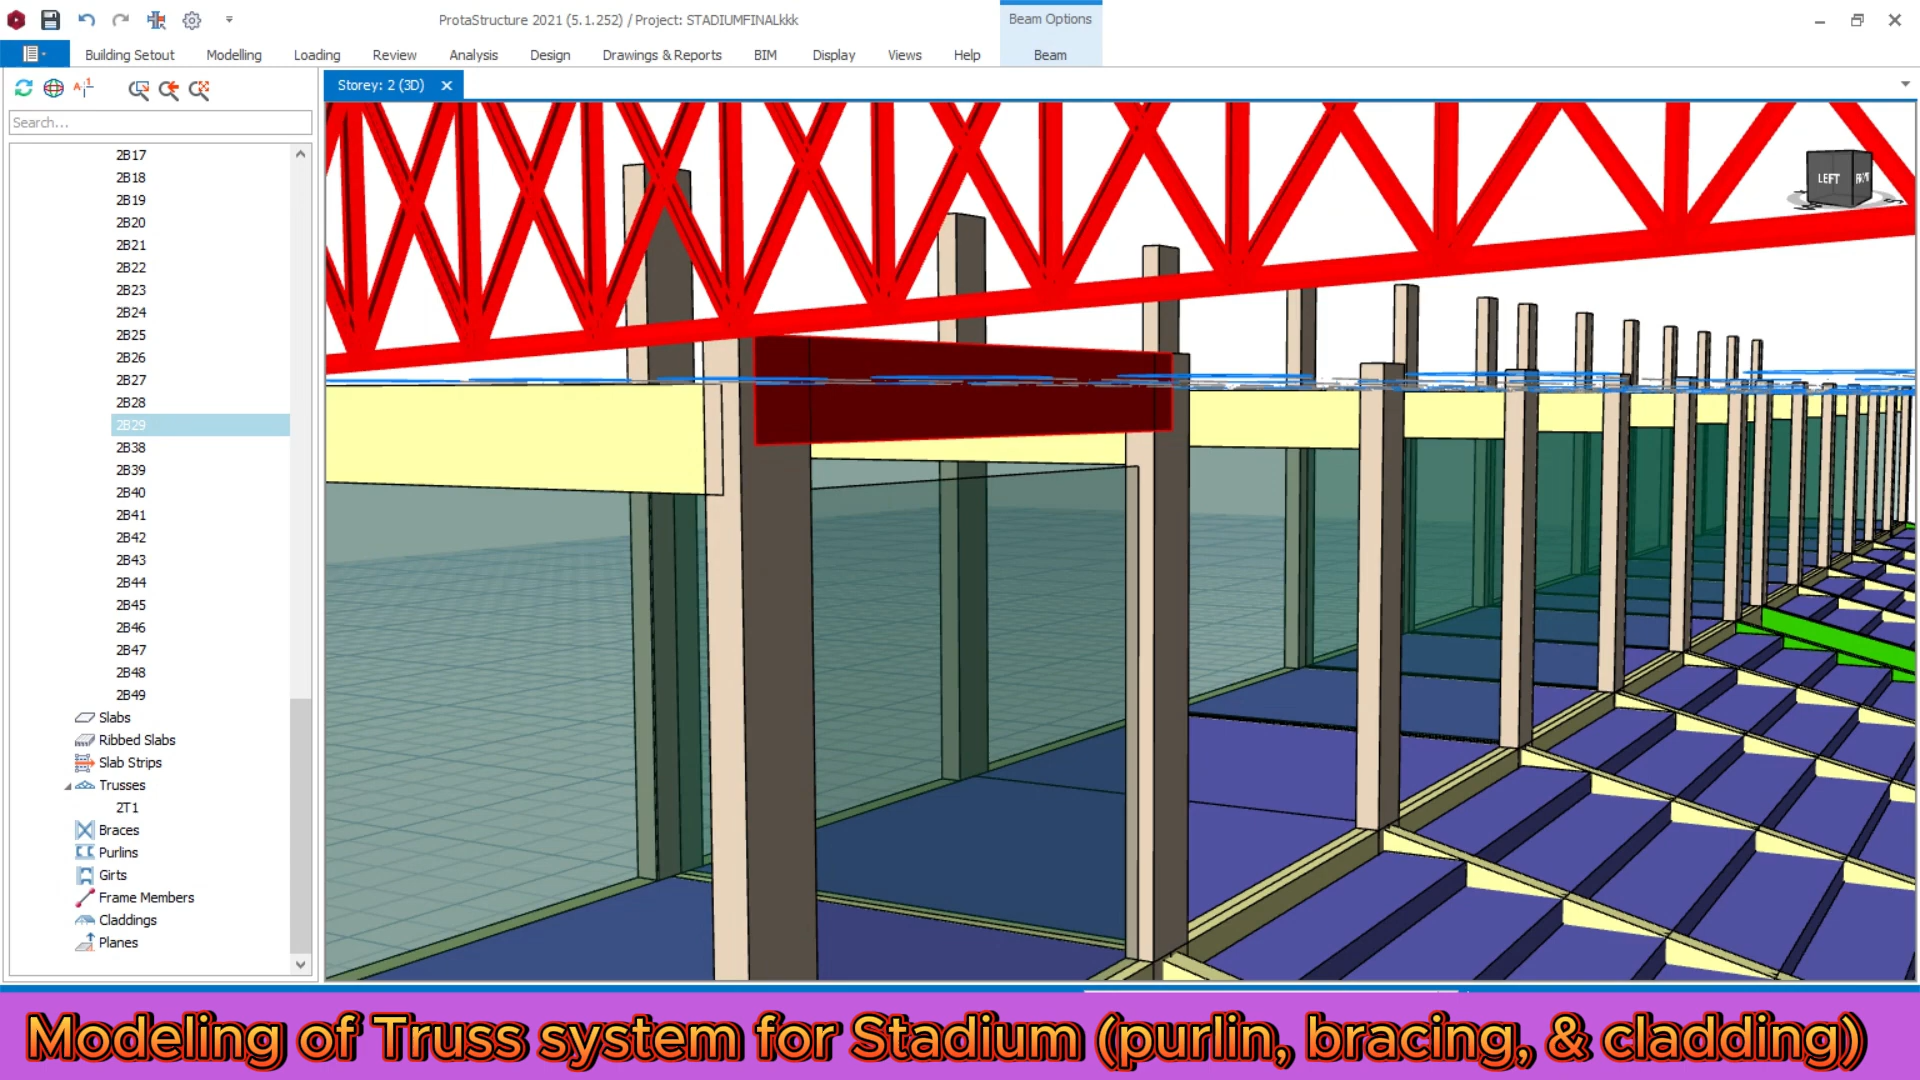 ProtaStructure 2021 (5.1.252) / Project: STADIUMFINALkkk
Beam Options
Building Setout Modelling Loading Review Analysis Design Drawings & Reports BIM Display Views Help Beam
Storey: 2 (3D)
Search...
2B17
2B18
2B19
2B20
2B21
2B22
2B23
2B24
2B25
2B26
2B27
2B28
2B29
2B38
2B39
2B40
2B41
2B42
2B43
2B44
2B45
2B46
2B47
2B48
2B49
Slabs
Ribbed Slabs
Slab Strips
Trusses
2T1
Braces
Purlins
Girts
Frame Members
Claddings
Planes
LEFT FRONT
Modeling of Truss system for Stadium (purlin, bracing, & cladding)